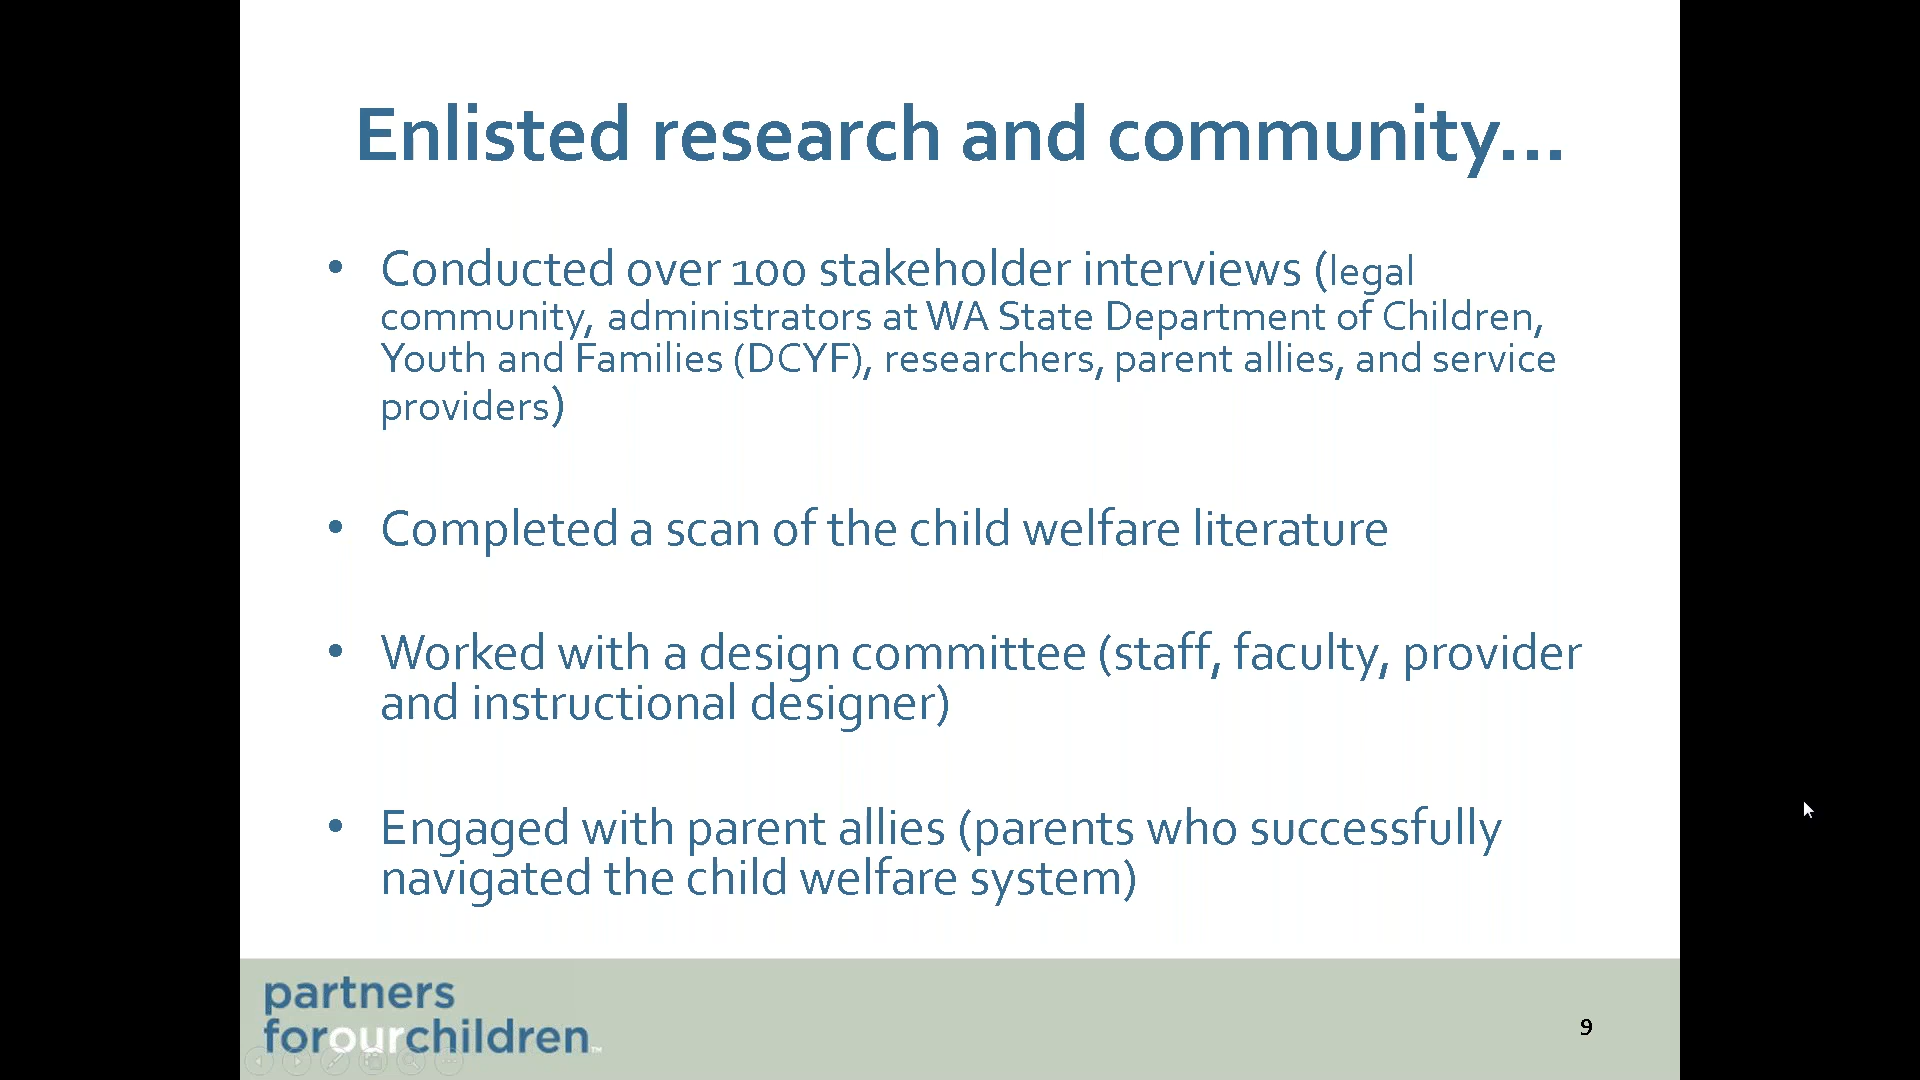 Enlisted research and community...
• Conducted over 100 stakeholder interviews (legal
community, administrators at WA State Department of Children,
Youth and Families (DCYF), researchers, parent allies, and service
providers)
• Completed a scan of the child welfare literature
• Worked with a design committee (staff, faculty, provider
and instructional designer)
• Engaged with parent allies (parents who successfully
navigated the child welfare system)
partners
forourchildren™
9